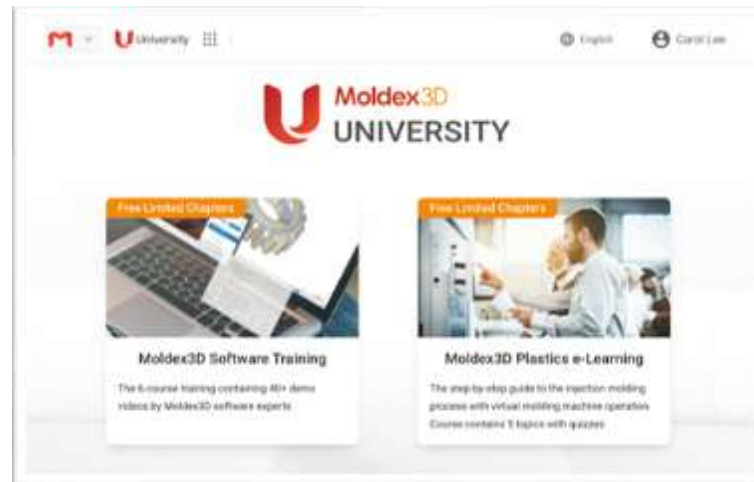 University
English
Carol Lee
Moldex3D
UNIVERSITY
Free Limited Chapters
Free Limited Chapters
Moldex3D Software Training
Moldex3D Plastics e-Learning
The 6-course training containing 40+ demo
videos by Moldex3D software experts
The step-by-step guide to the injection molding
process with virtual molding machine operation.
Course contains 5 topics with quizzes